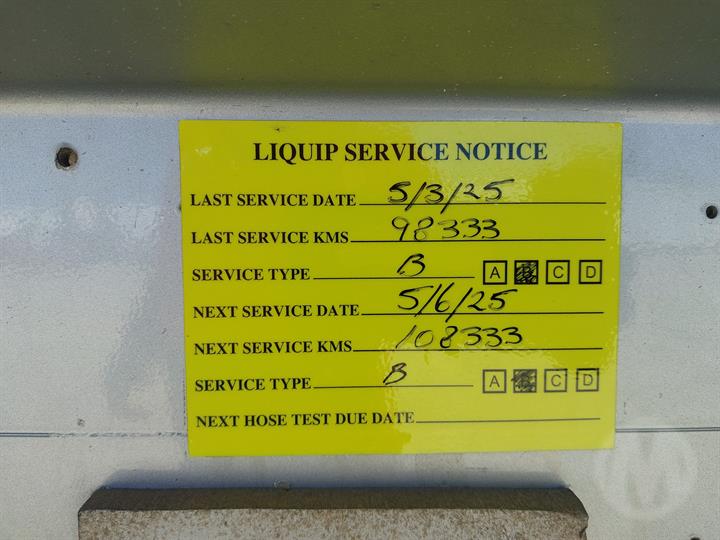 LIQUIP SERVICE NOTICE
LAST SERVICE DATE 5/3/25
LAST SERVICE KMS 98333
SERVICE TYPE B A B C D
NEXT SERVICE DATE 5/6/25
NEXT SERVICE KMS 108333
SERVICE TYPE B A B C D
NEXT HOSE TEST DUE DATE
M